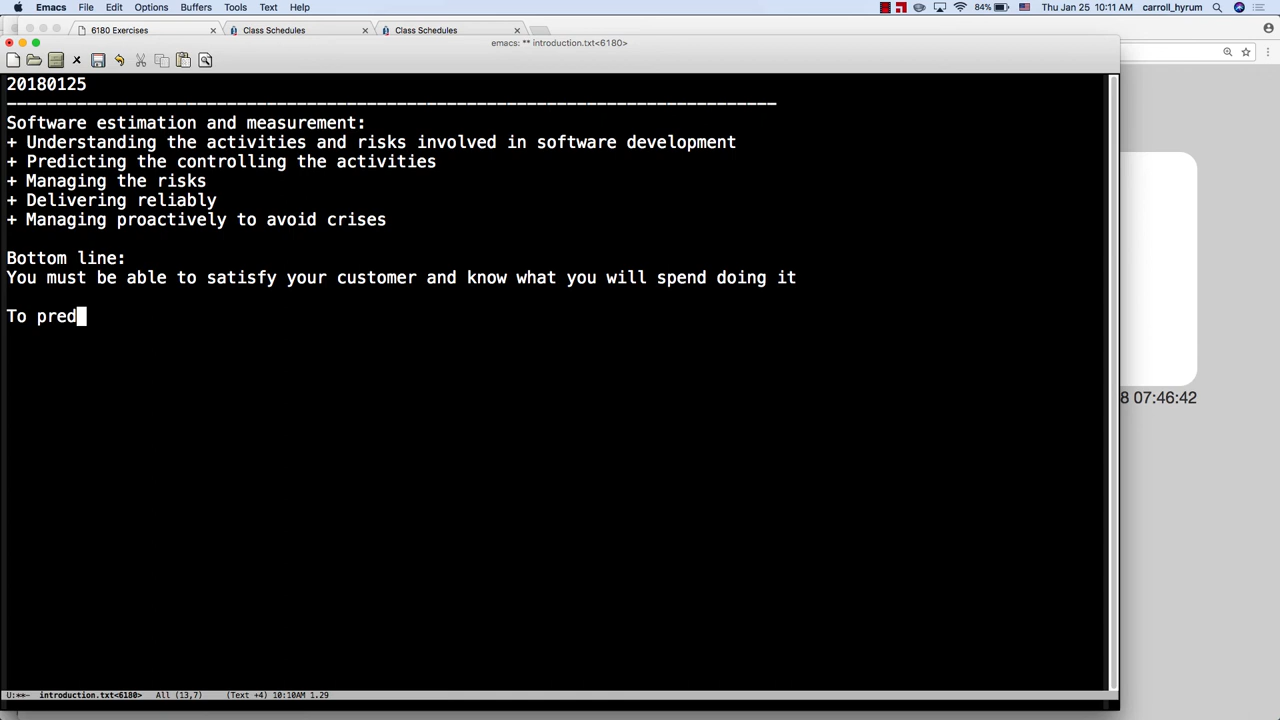 Emacs File Edit Options Buffers Tools Text Help 84% Thu Jan 25 10:11 AM carroll_hyrum
6180 Exercises Class Schedules Class Schedules
emacs: ** introduction.txt<6180>
20180125
-----------------------------------------------------------------------------
Software estimation and measurement:
+ Understanding the activities and risks involved in software development
+ Predicting the controlling the activities
+ Managing the risks
+ Delivering reliably
+ Managing proactively to avoid crises
Bottom line:
You must be able to satisfy your customer and know what you will spend doing it
To pred
8 07:46:42
U:**- introduction.txt<6180> All (13,7) (Text +4) 10:10AM 1.29